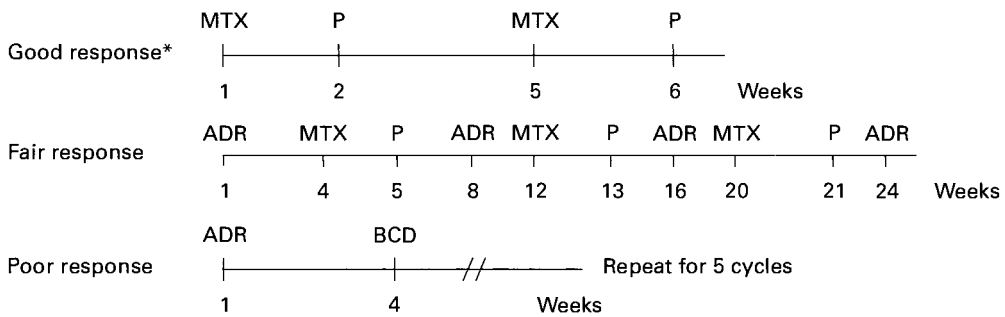 MTX P MTX P
Good response*
1 2 5 6 Weeks
ADR MTX P ADR MTX P ADR MTX P ADR
Fair response
1 4 5 8 12 13 16 20 21 24 Weeks
ADR BCD
Poor response Repeat for 5 cycles
1 4 Weeks